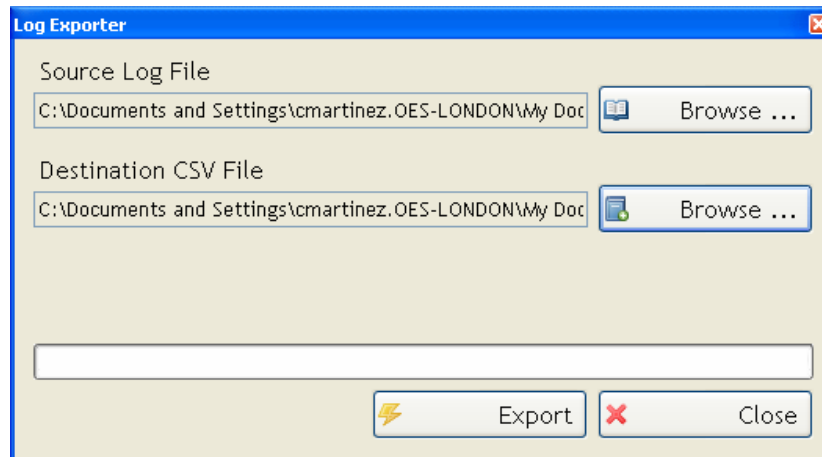 Log Exporter
Source Log File
C:\Documents and Settings\cmartinez.OES-LONDON\My Doc
Browse ...
Destination CSV File
C:\Documents and Settings\cmartinez.OES-LONDON\My Doc
Browse ...
Export
Close